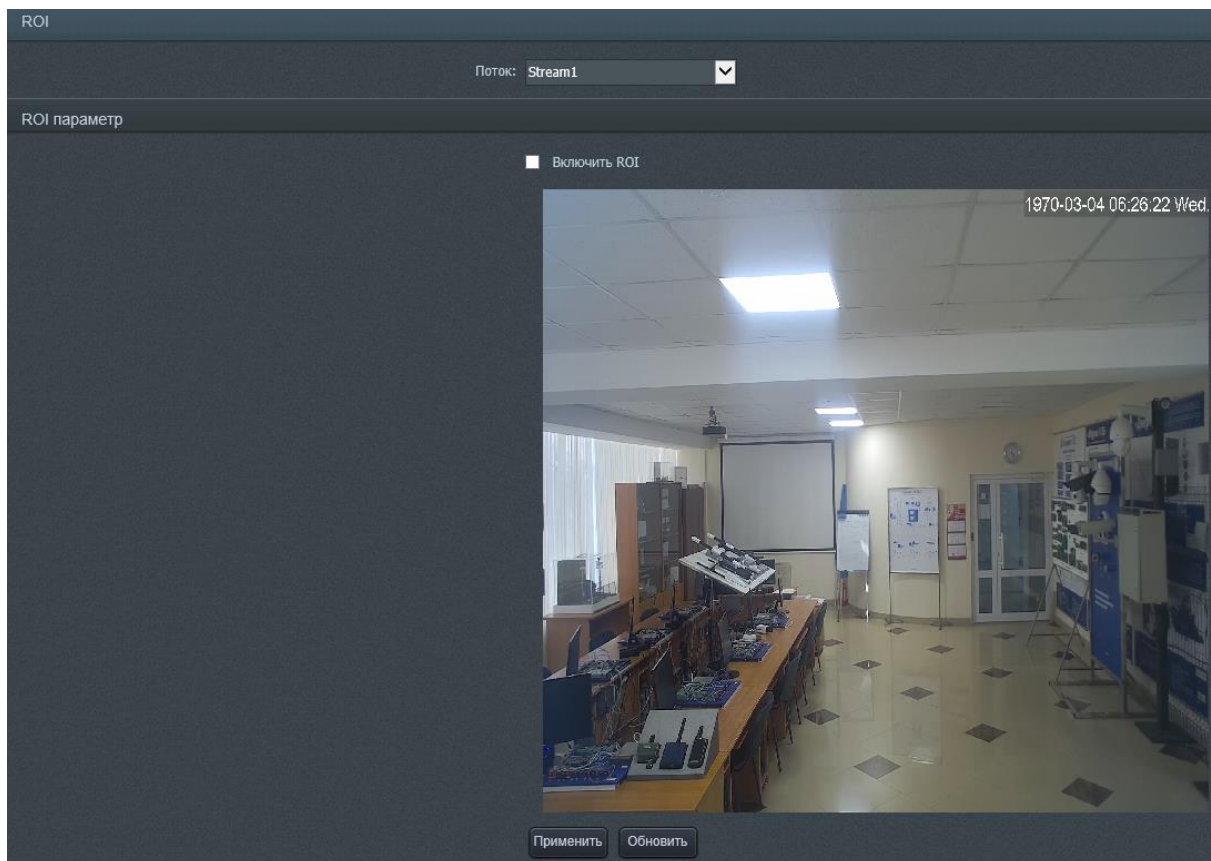 ROI
Поток: Stream1
ROI параметр
Включить ROI
1970-03-04 06:26:22 Wed.
Применить Обновить